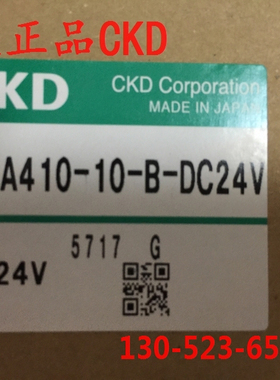 正品CKD
KD
CKD Corporation
MADE IN JAPAN
A410-10-B-DC24V
5717 G
24V
130-523-65